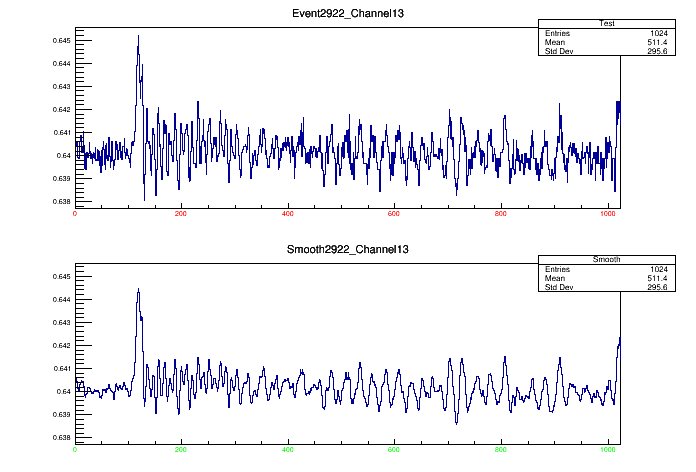 Event2922_Channel13
Test
Entries 1024
Mean 511.4
Std Dev 295.6
0.645
0.644
0.643
0.642
0.641
0.64
0.639
0.638
0 200 400 600 800 1000
Smooth2922_Channel13
Smooth
Entries 1024
Mean 511.4
Std Dev 295.6
0.645
0.644
0.643
0.642
0.641
0.64
0.639
0.638
0 200 400 600 800 1000